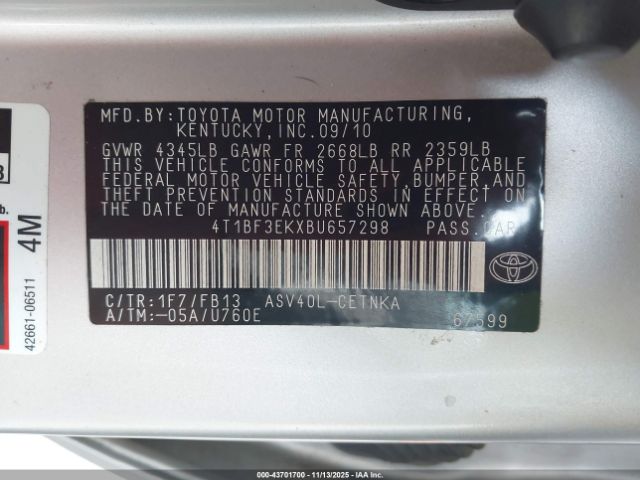 MFD.BY:TOYOTA MOTOR MANUFACTURING,
KENTUCKY,INC.09/10
GVWR 4345LB GAWR FR 2668LB RR 2359LB
THIS VEHICLE CONFORMS TO ALL APPLICABLE
FEDERAL MOTOR VEHICLE SAFETY,BUMPER,AND
THEFT PREVENTION STANDARDS IN EFFECT ON
THE DATE OF MANUFACTURE SHOWN ABOVE.
4T1BF3EKXBU657298 PASS.CAR
C/TR:1F7/FB13 ASV40L-CETNKA
A/TM:-05A/U760E 67599
b.
4M
42661-06511
000-43701700 - 11/13/2025 - IAA, Inc.